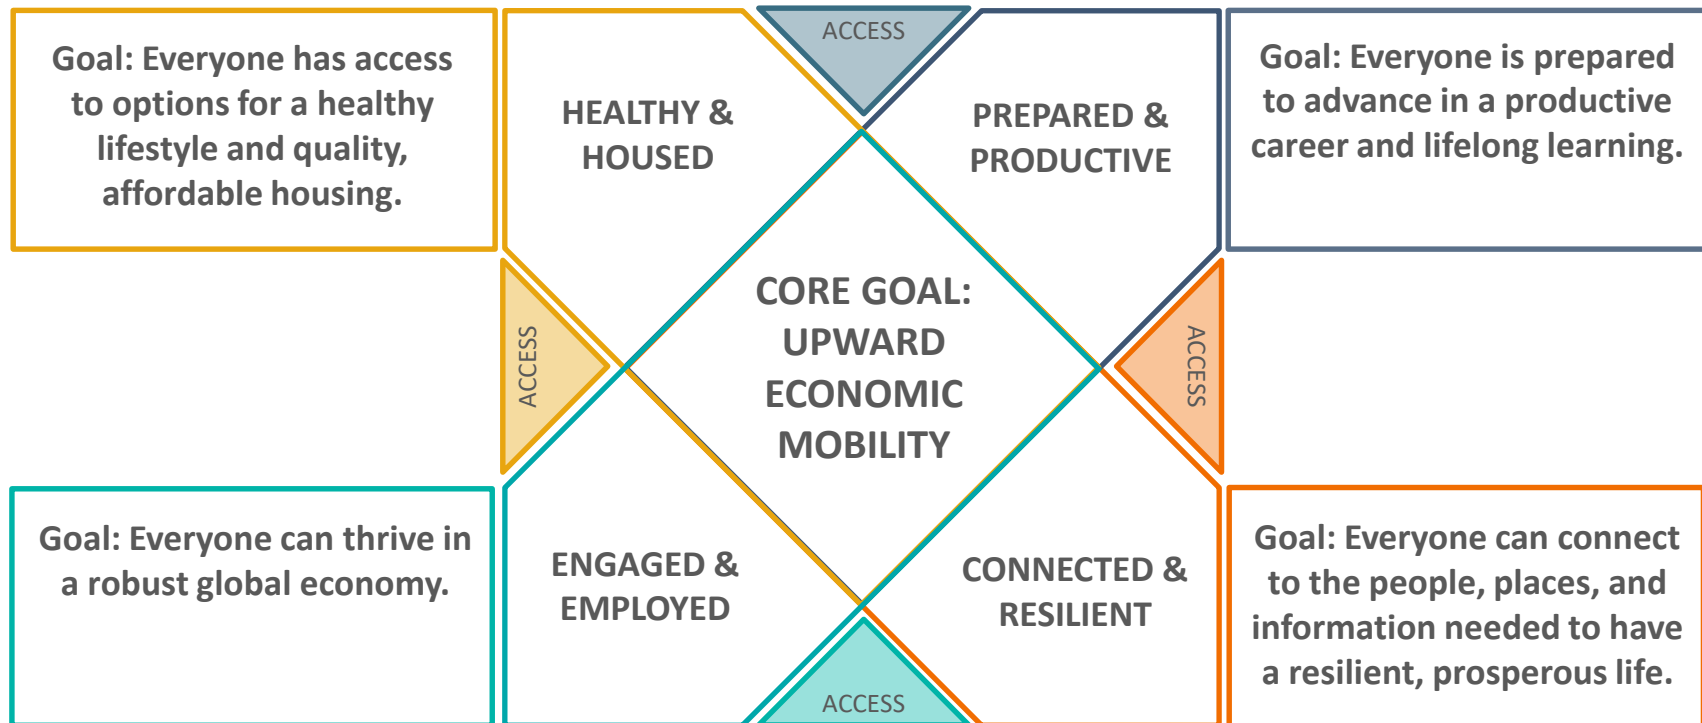 Goal: Everyone has access
to options for a healthy
lifestyle and quality,
affordable housing.
HEALTHY &
HOUSED
ACCESS
PREPARED &
PRODUCTIVE
Goal: Everyone is prepared
to advance in a productive
career and lifelong learning.
ACCESS
CORE GOAL:
UPWARD
ECONOMIC
MOBILITY
ACCESS
Goal: Everyone can thrive in
a robust global economy.
ENGAGED &
EMPLOYED
ACCESS
CONNECTED &
RESILIENT
Goal: Everyone can connect
to the people, places, and
information needed to have
a resilient, prosperous life.